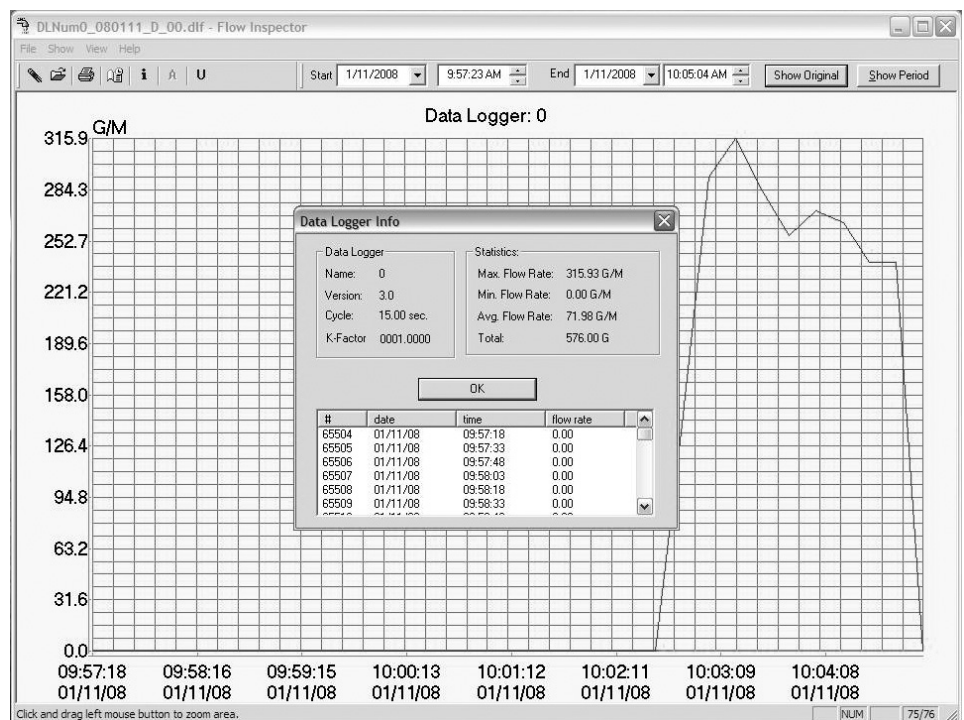 DLNum0_080111_D_00.dlf - Flow Inspector
File Show View Help
i A U Start 1/11/2008 9:57:23 AM End 1/11/2008 10:05:04 AM Show Original Show Period
Data Logger: 0
G/M
315.9
284.3
252.7
221.2
189.6
158.0
126.4
94.8
63.2
31.6
0.0
Data Logger Info
Data Logger
Name: 0
Version: 3.0
Cycle: 15.00 sec.
K-Factor 0001.0000
Statistics:
Max. Flow Rate: 315.93 G/M
Min. Flow Rate: 0.00 G/M
Avg. Flow Rate: 71.98 G/M
Total: 576.00 G
OK
# date time flow rate
65504 01/11/08 09:57:18 0.00
65505 01/11/08 09:57:33 0.00
65506 01/11/08 09:57:48 0.00
65507 01/11/08 09:58:03 0.00
65508 01/11/08 09:58:18 0.00
65509 01/11/08 09:58:33 0.00
09:57:18 09:58:16 09:59:15 10:00:13 10:01:12 10:02:11 10:03:09 10:04:08
01/11/08 01/11/08 01/11/08 01/11/08 01/11/08 01/11/08 01/11/08 01/11/08
Click and drag left mouse button to zoom area. NUM 75/76